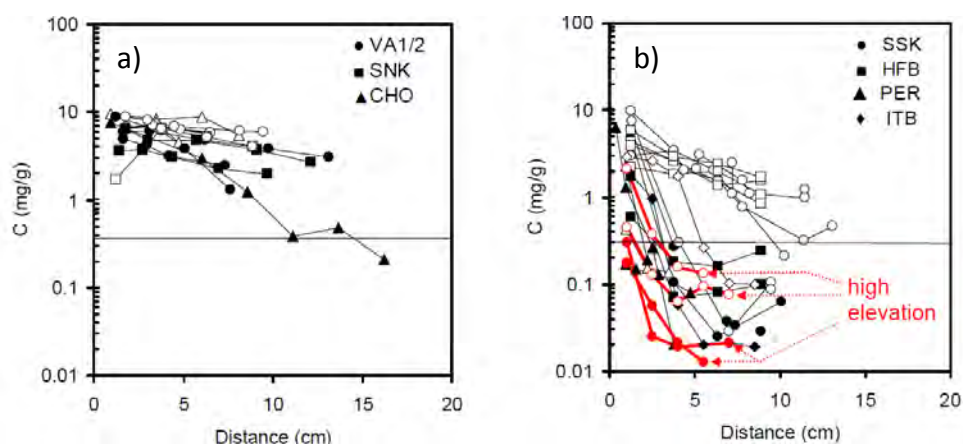 a)
VA1/2
SNK
CHO
C (mg/g)
100
10
1
0.1
0.01
0
5
10
15
20
Distance (cm)
b)
SSK
HFB
PER
ITB
high
elevation
C (mg/g)
100
10
1
0.1
0.01
0
5
10
15
20
Distance (cm)